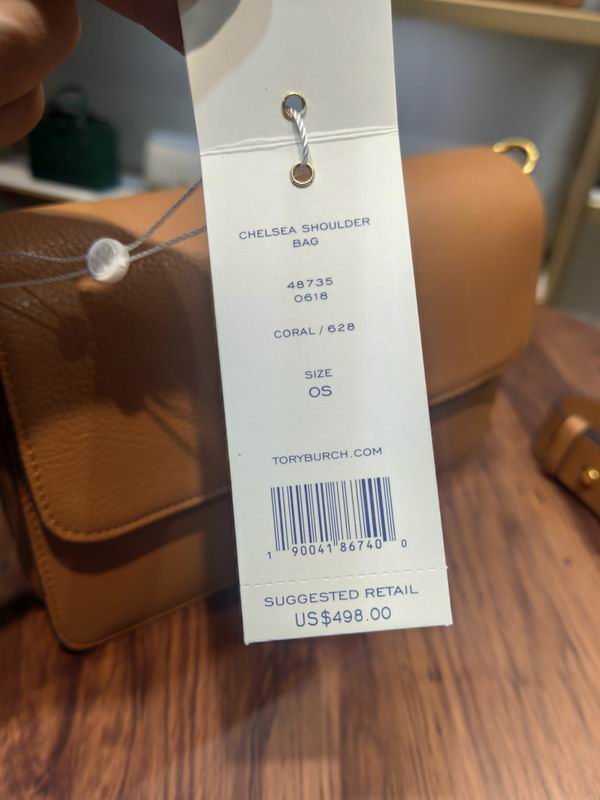 CHELSEA SHOULDER
BAG
48735
0618
CORAL / 628
SIZE
OS
TORYBURCH.COM
1 90041 86740 0
SUGGESTED RETAIL
US$498.00